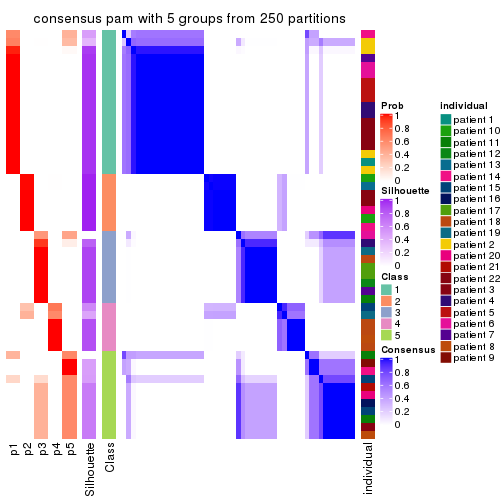 consensus pam with 5 groups from 250 partitions
Prob
1
0.8
0.6
0.4
0.2
0
Silhouette
1
0.8
0.6
0.4
0.2
0
Class
1
2
3
4
5
Consensus
1
0.8
0.6
0.4
0.2
0
individual
patient 1
patient 10
patient 11
patient 12
patient 13
patient 14
patient 15
patient 16
patient 17
patient 18
patient 19
patient 2
patient 20
patient 21
patient 22
patient 3
patient 4
patient 5
patient 6
patient 7
patient 8
patient 9
p1
p2
p3
p4
p5
Silhouette
Class
individual